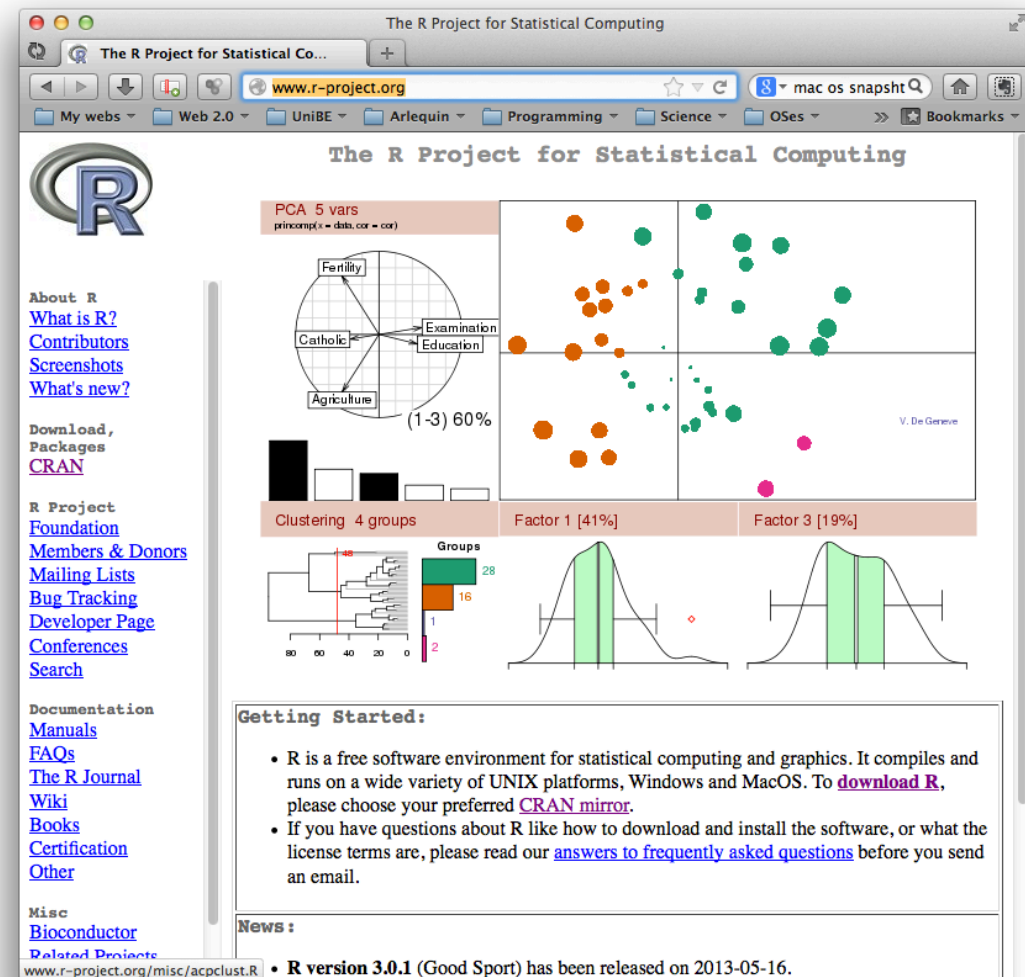 The R Project for Statistical Computing
The R Project for Statistical Co...
www.r-project.org
8
mac os snapsht
My webs
Web 2.0
UniBE
Arlequin
Programming
Science
OSes
Bookmarks
R
The R Project for Statistical Computing
PCA 5 vars
princomp(x = data, cor = cor)
Fertility
Catholic
Examination
Education
Agriculture
(1-3) 60%
V. De Geneve
Clustering 4 groups
Factor 1 [41%]
Factor 3 [19%]
48
Groups
28
16
1
2
80 60 40 20 0
About R
What is R?
Contributors
Screenshots
What's new?
Download,
Packages
CRAN
R Project
Foundation
Members & Donors
Mailing Lists
Bug Tracking
Developer Page
Conferences
Search
Documentation
Manuals
FAQs
The R Journal
Wiki
Books
Certification
Other
Misc
Bioconductor
Related Projects
www.r-project.org/misc/acpclust.R
Getting Started:
• R is a free software environment for statistical computing and graphics. It compiles and
runs on a wide variety of UNIX platforms, Windows and MacOS. To download R,
please choose your preferred CRAN mirror.
• If you have questions about R like how to download and install the software, or what the
license terms are, please read our answers to frequently asked questions before you send
an email.
News:
• R version 3.0.1 (Good Sport) has been released on 2013-05-16.